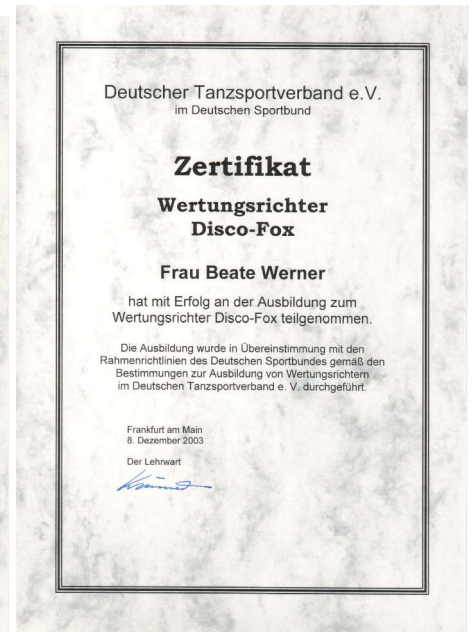 Deutscher Tanzsportverband e.V.
im Deutschen Sportbund
Zertifikat
Wertungsrichter
Disco-Fox
Frau Beate Werner
hat mit Erfolg an der Ausbildung zum
Wertungsrichter Disco-Fox teilgenommen.
Die Ausbildung wurde in Übereinstimmung mit den
Rahmenrichtlinien des Deutschen Sportbundes gemäß den
Bestimmungen zur Ausbildung von Wertungsrichtern
im Deutschen Tanzsportverband e. V. durchgeführt.
Frankfurt am Main
8. Dezember 2003
Der Lehrwart